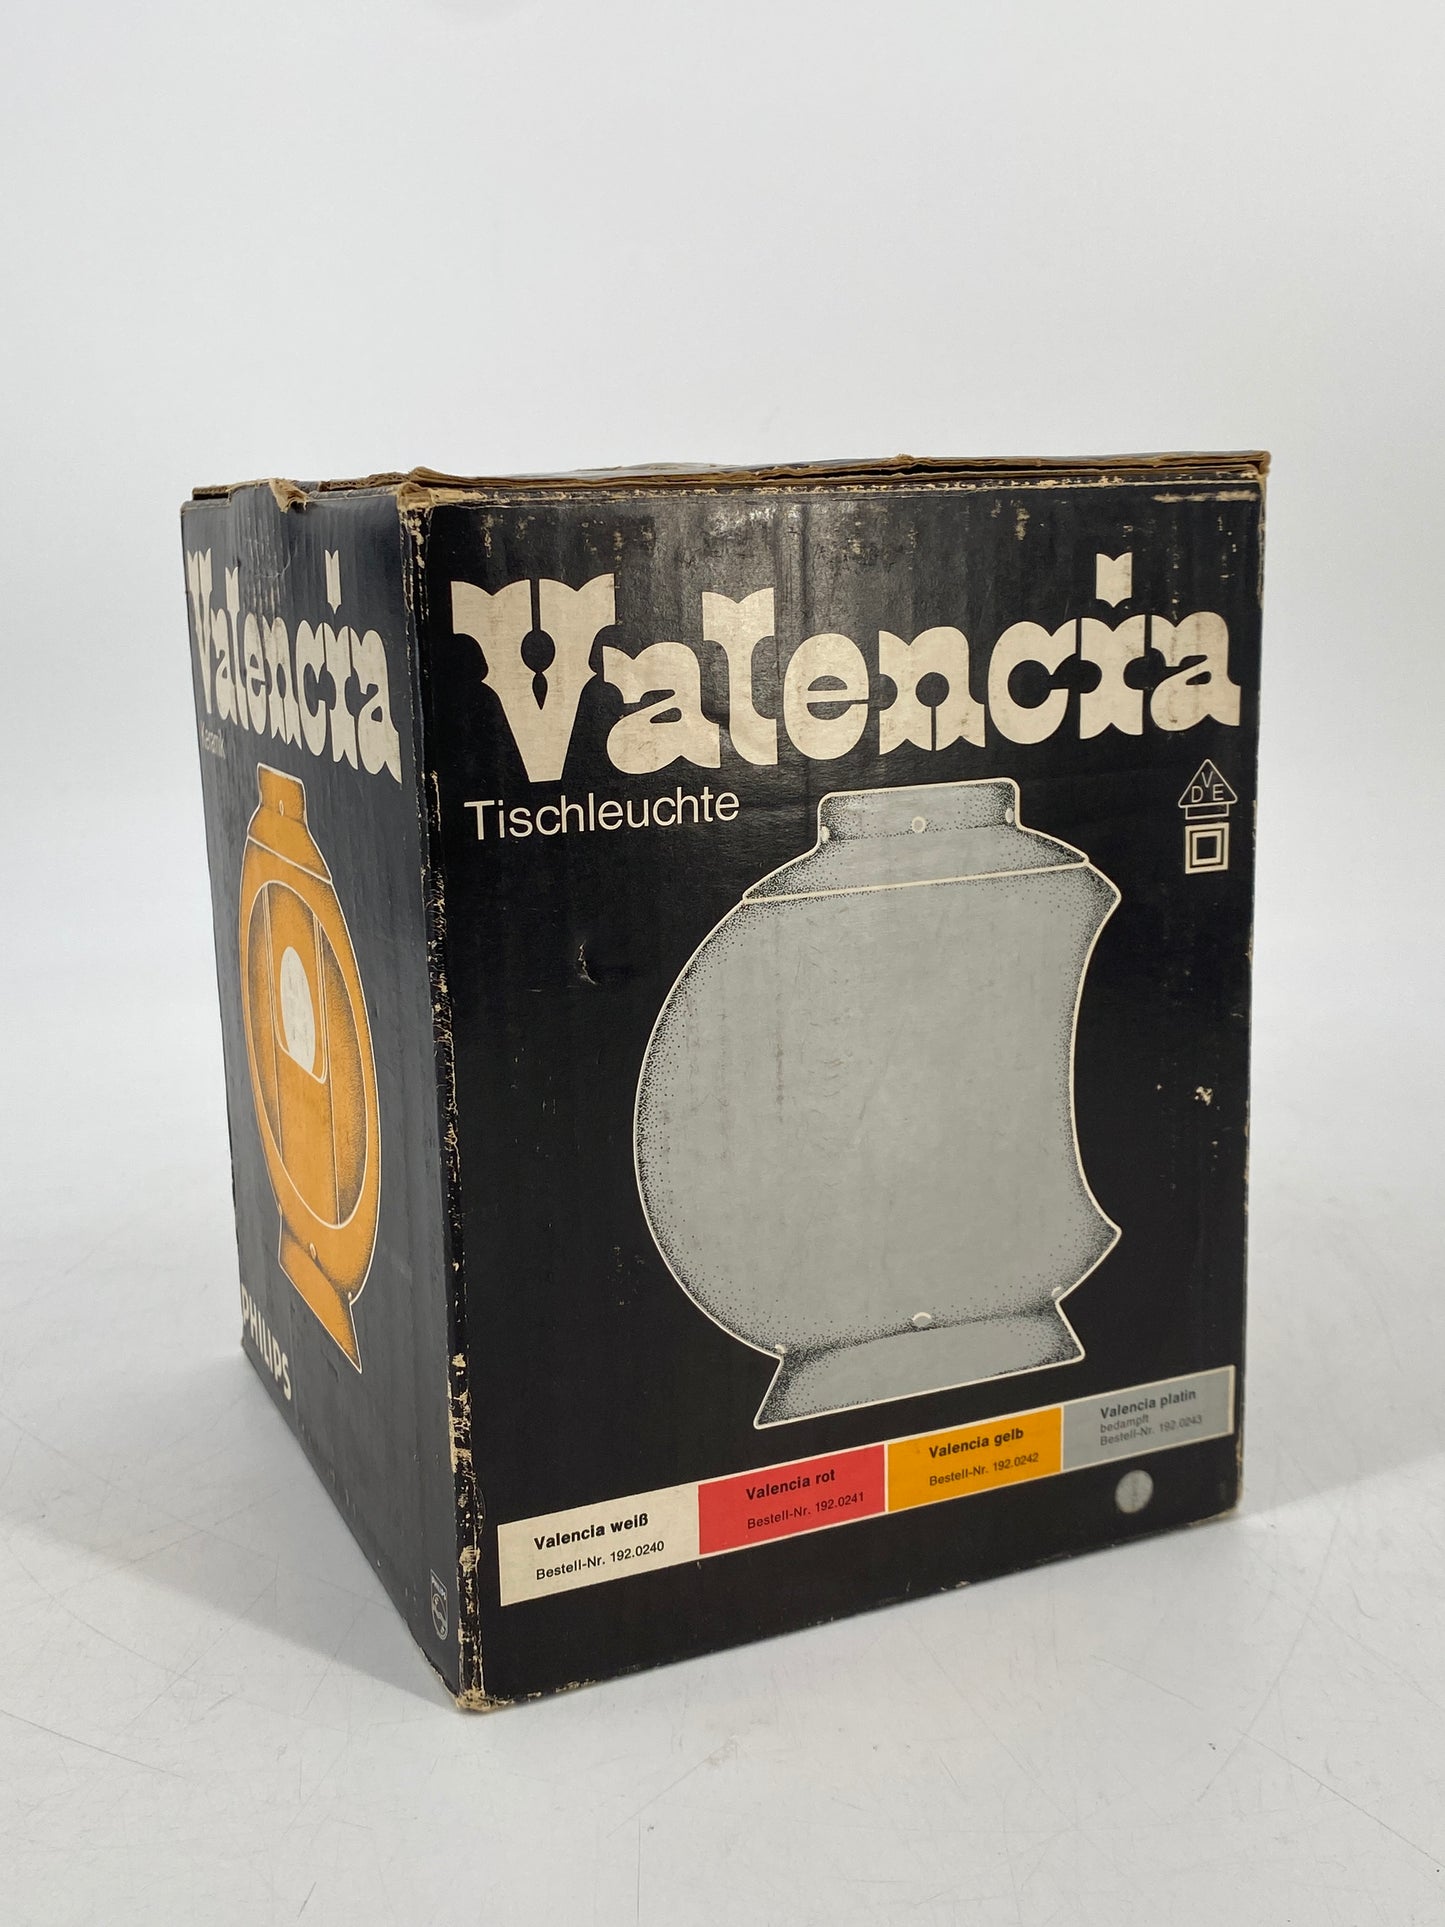 Valencia
Keramik
PHILIPS
Valencia
Tischleuchte
VDE
Valencia weiß
Bestell-Nr. 192.0240
Valencia rot
Bestell-Nr. 192.0241
Valencia gelb
Bestell-Nr. 192.0242
Valencia platin
bedampft
Bestell-Nr. 192.0243
PHILIPS